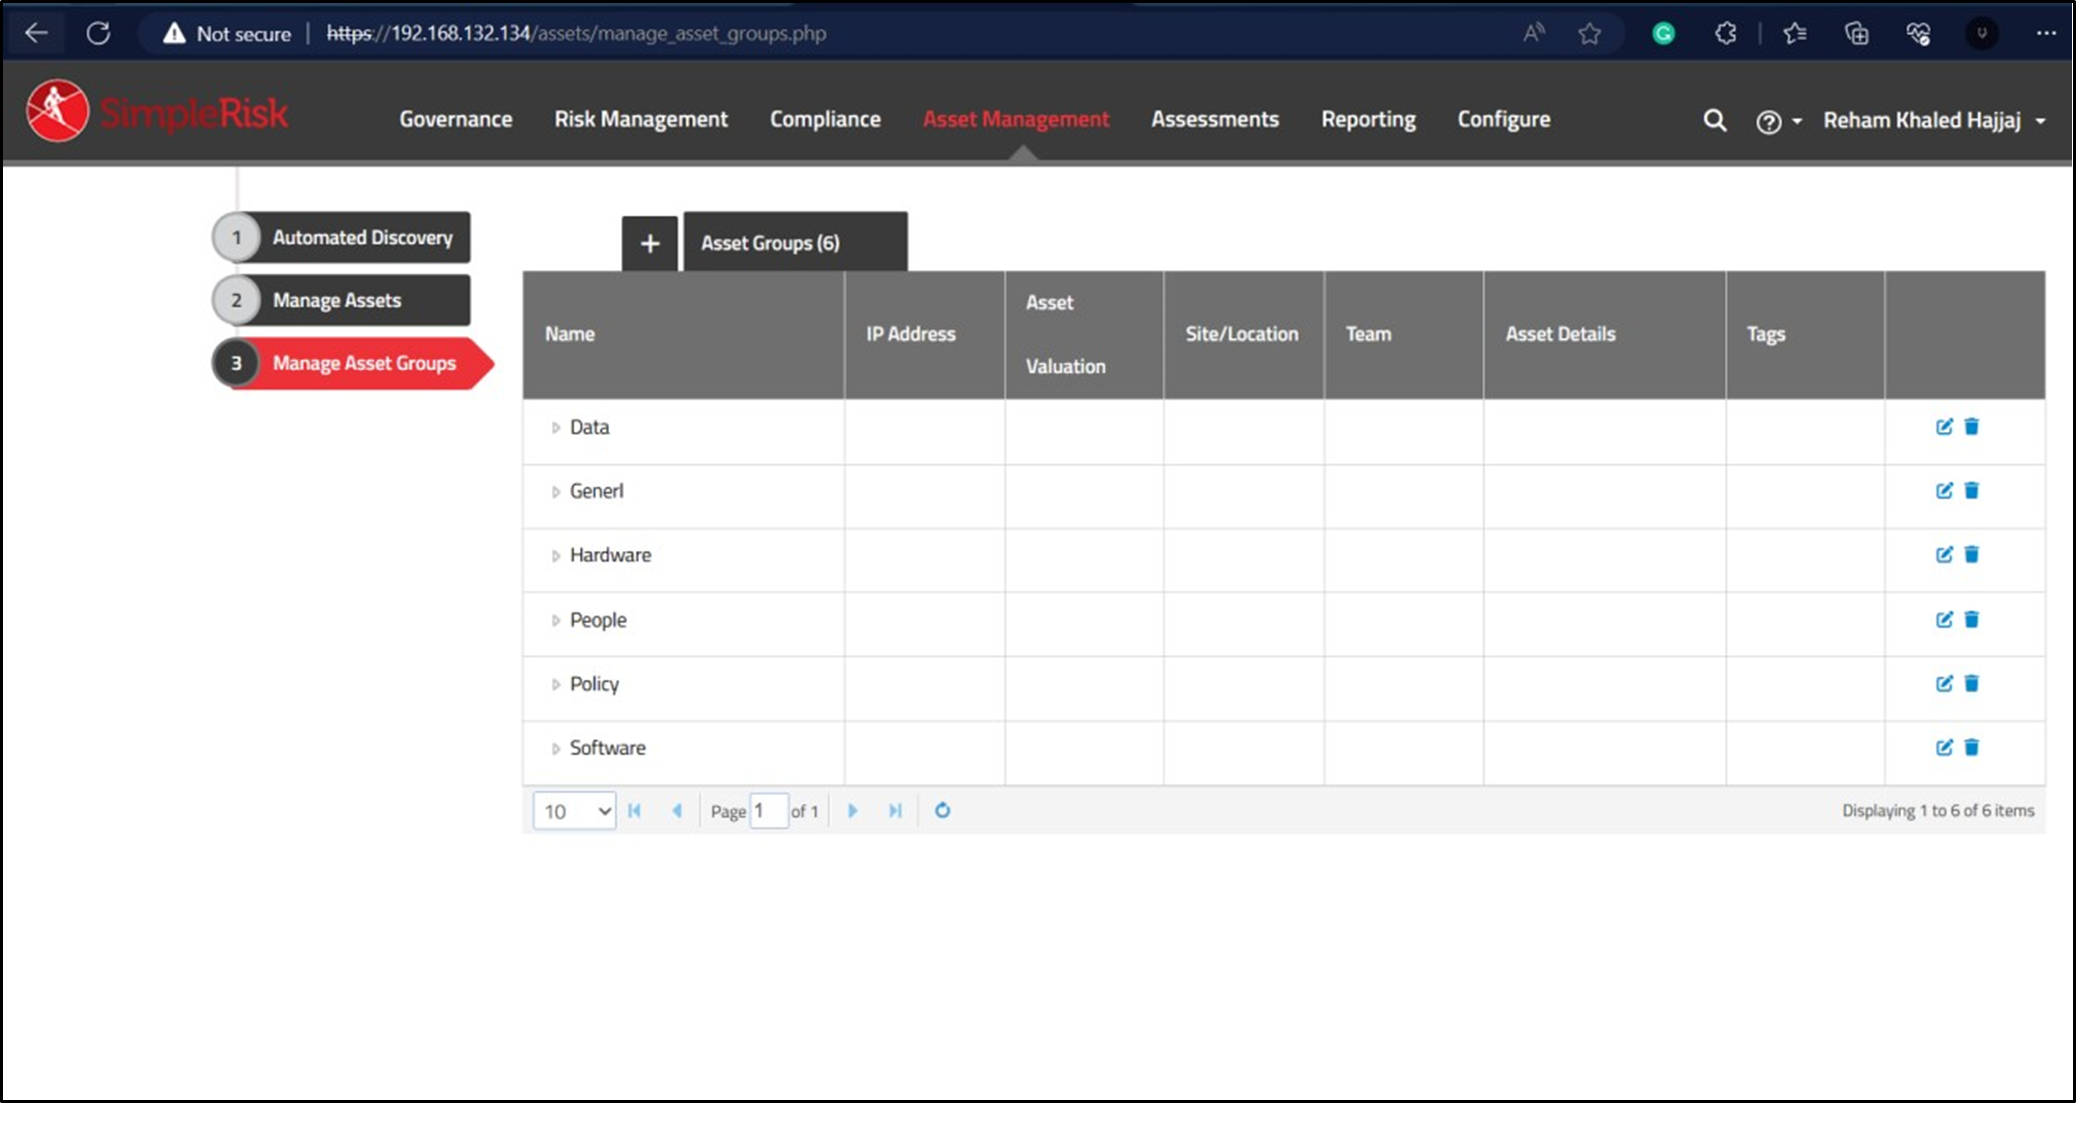 Not secure | https://192.168.132.134/assets/manage_asset_groups.php
SimpleRisk
Governance Risk Management Compliance Asset Management Assessments Reporting Configure Reham Khaled Hajjaj
1 Automated Discovery
2 Manage Assets
3 Manage Asset Groups
+ Asset Groups (6)
Name IP Address Asset Valuation Site/Location Team Asset Details Tags
Data
Generl
Hardware
People
Policy
Software
10 Page 1 of 1 Displaying 1 to 6 of 6 items